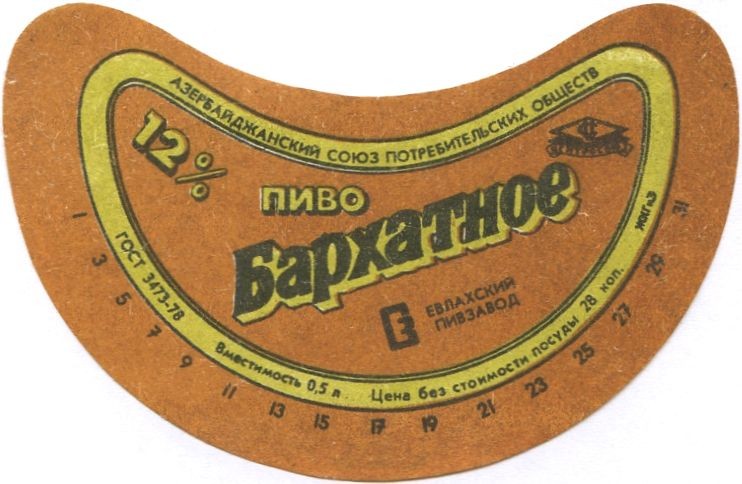 АЗЕРБАЙДЖАНСКИЙ СОЮЗ ПОТРЕБИТЕЛЬСКИХ ОБЩЕСТВ
12%
ПИВО
Бархатное
ЕВЛАХСКИЙ
ПИВЗАВОД
ГОСТ 3473-78
Вместимость 0,5 л
Цена без стоимости посуды 28 коп.
1 3 5 7 9 11 13 15 17 19 21 23 25 27 29 31